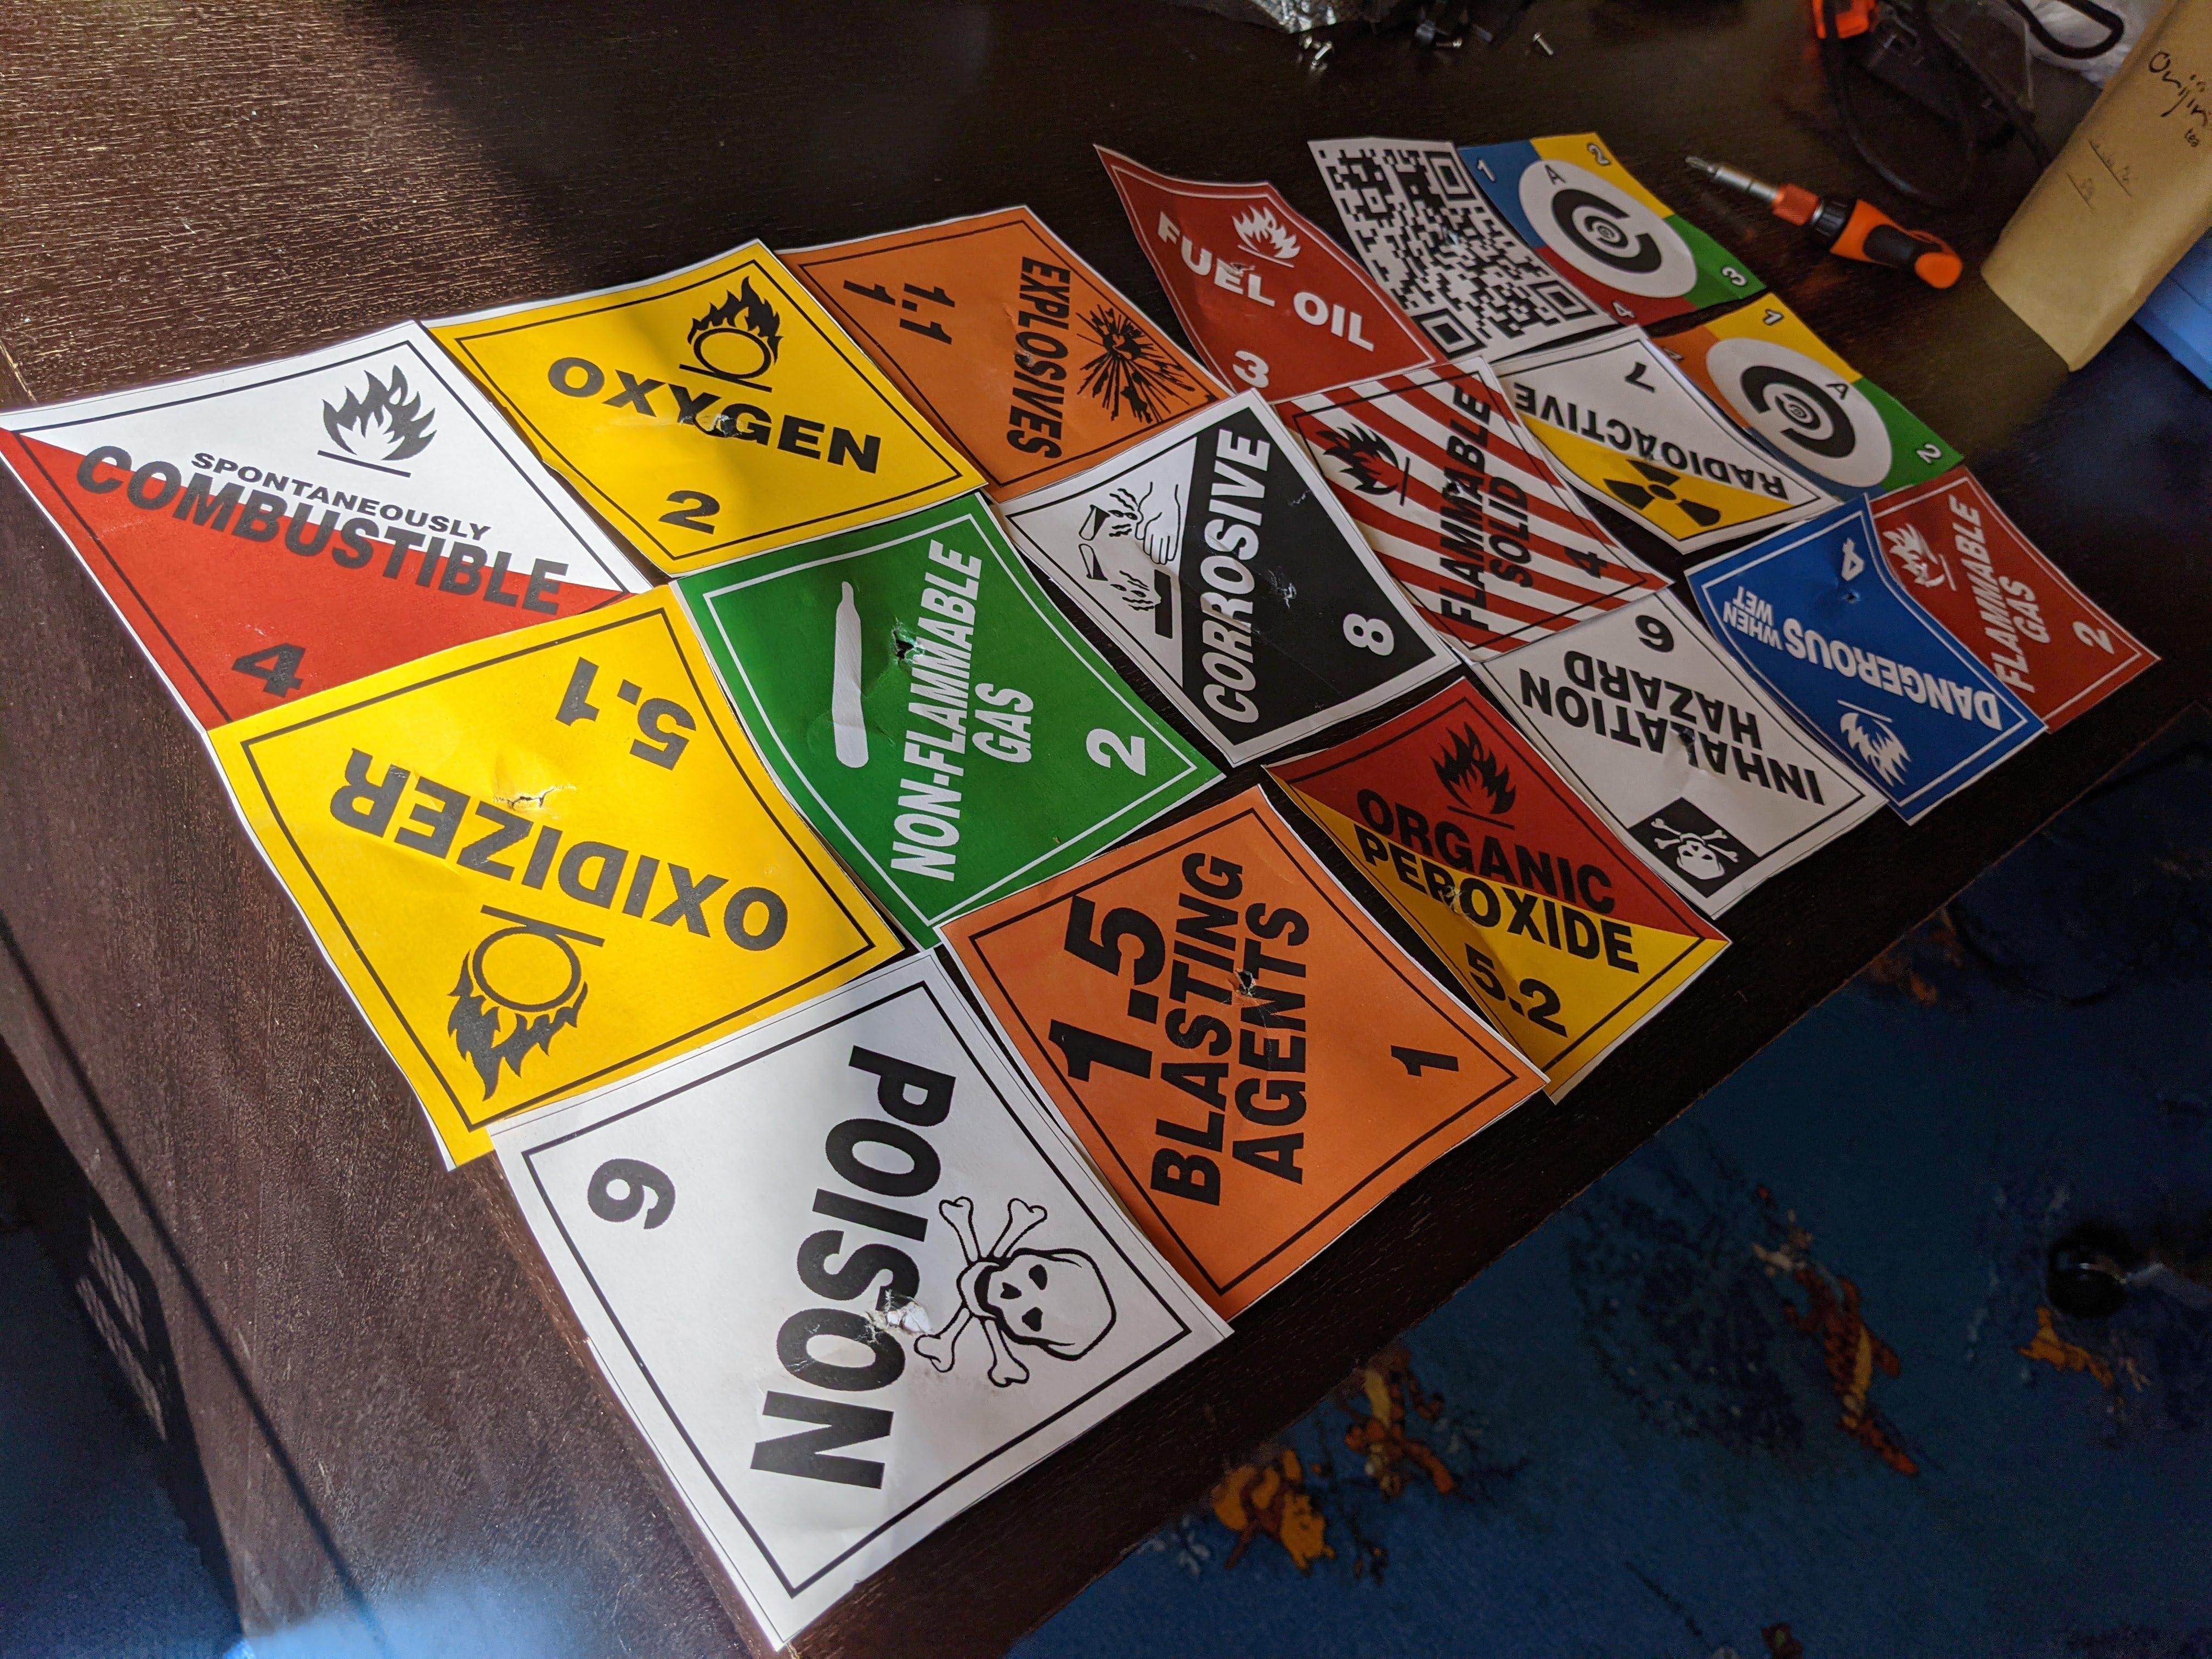 SPONTANEOUSLY
COMBUSTIBLE
4
OXYGEN
2
EXPLOSIVES
1.1
1
FUEL OIL
3
1
2
3
4
A
OXIDIZER
5.1
NON-FLAMMABLE
GAS
2
CORROSIVE
8
FLAMMABLE
SOLID
4
RADIOACTIVE
7
1
2
A
POISON
6
1.5
BLASTING
AGENTS
1
ORGANIC
PEROXIDE
5.2
INHALATION
HAZARD
6
DANGEROUS WHEN
WET
4
FLAMMABLE
GAS
2